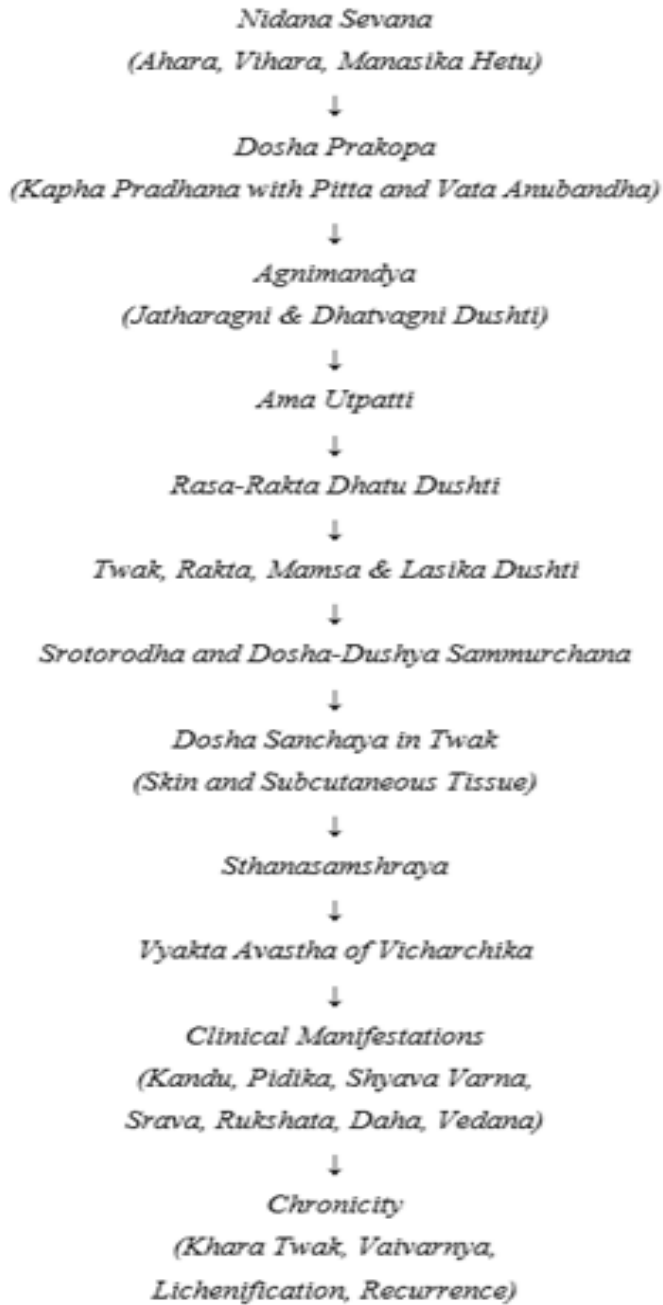 Nidana Sevana
(Ahara, Vihara, Manasika Hetu)
↓
Dosha Prakopa
(Kapha Pradhana with Pitta and Vata Anubandha)
↓
Agnimandya
(Jatharagni & Dhatvagni Dushti)
↓
Ama Utpatti
↓
Rasa-Rakta Dhatu Dushti
↓
Twak, Rakta, Mamsa & Lasika Dushti
↓
Srotorodha and Dosha-Dushya Sammurchana
↓
Dosha Sanchaya in Twak
(Skin and Subcutaneous Tissue)
↓
Sthanasamshraya
↓
Vyakta Avastha of Vicharchika
↓
Clinical Manifestations
(Kandu, Pidika, Shyava Varna,
Srava, Rukshata, Daha, Vedana)
↓
Chronicity
(Khara Twak, Vaivarnya,
Lichenification, Recurrence)